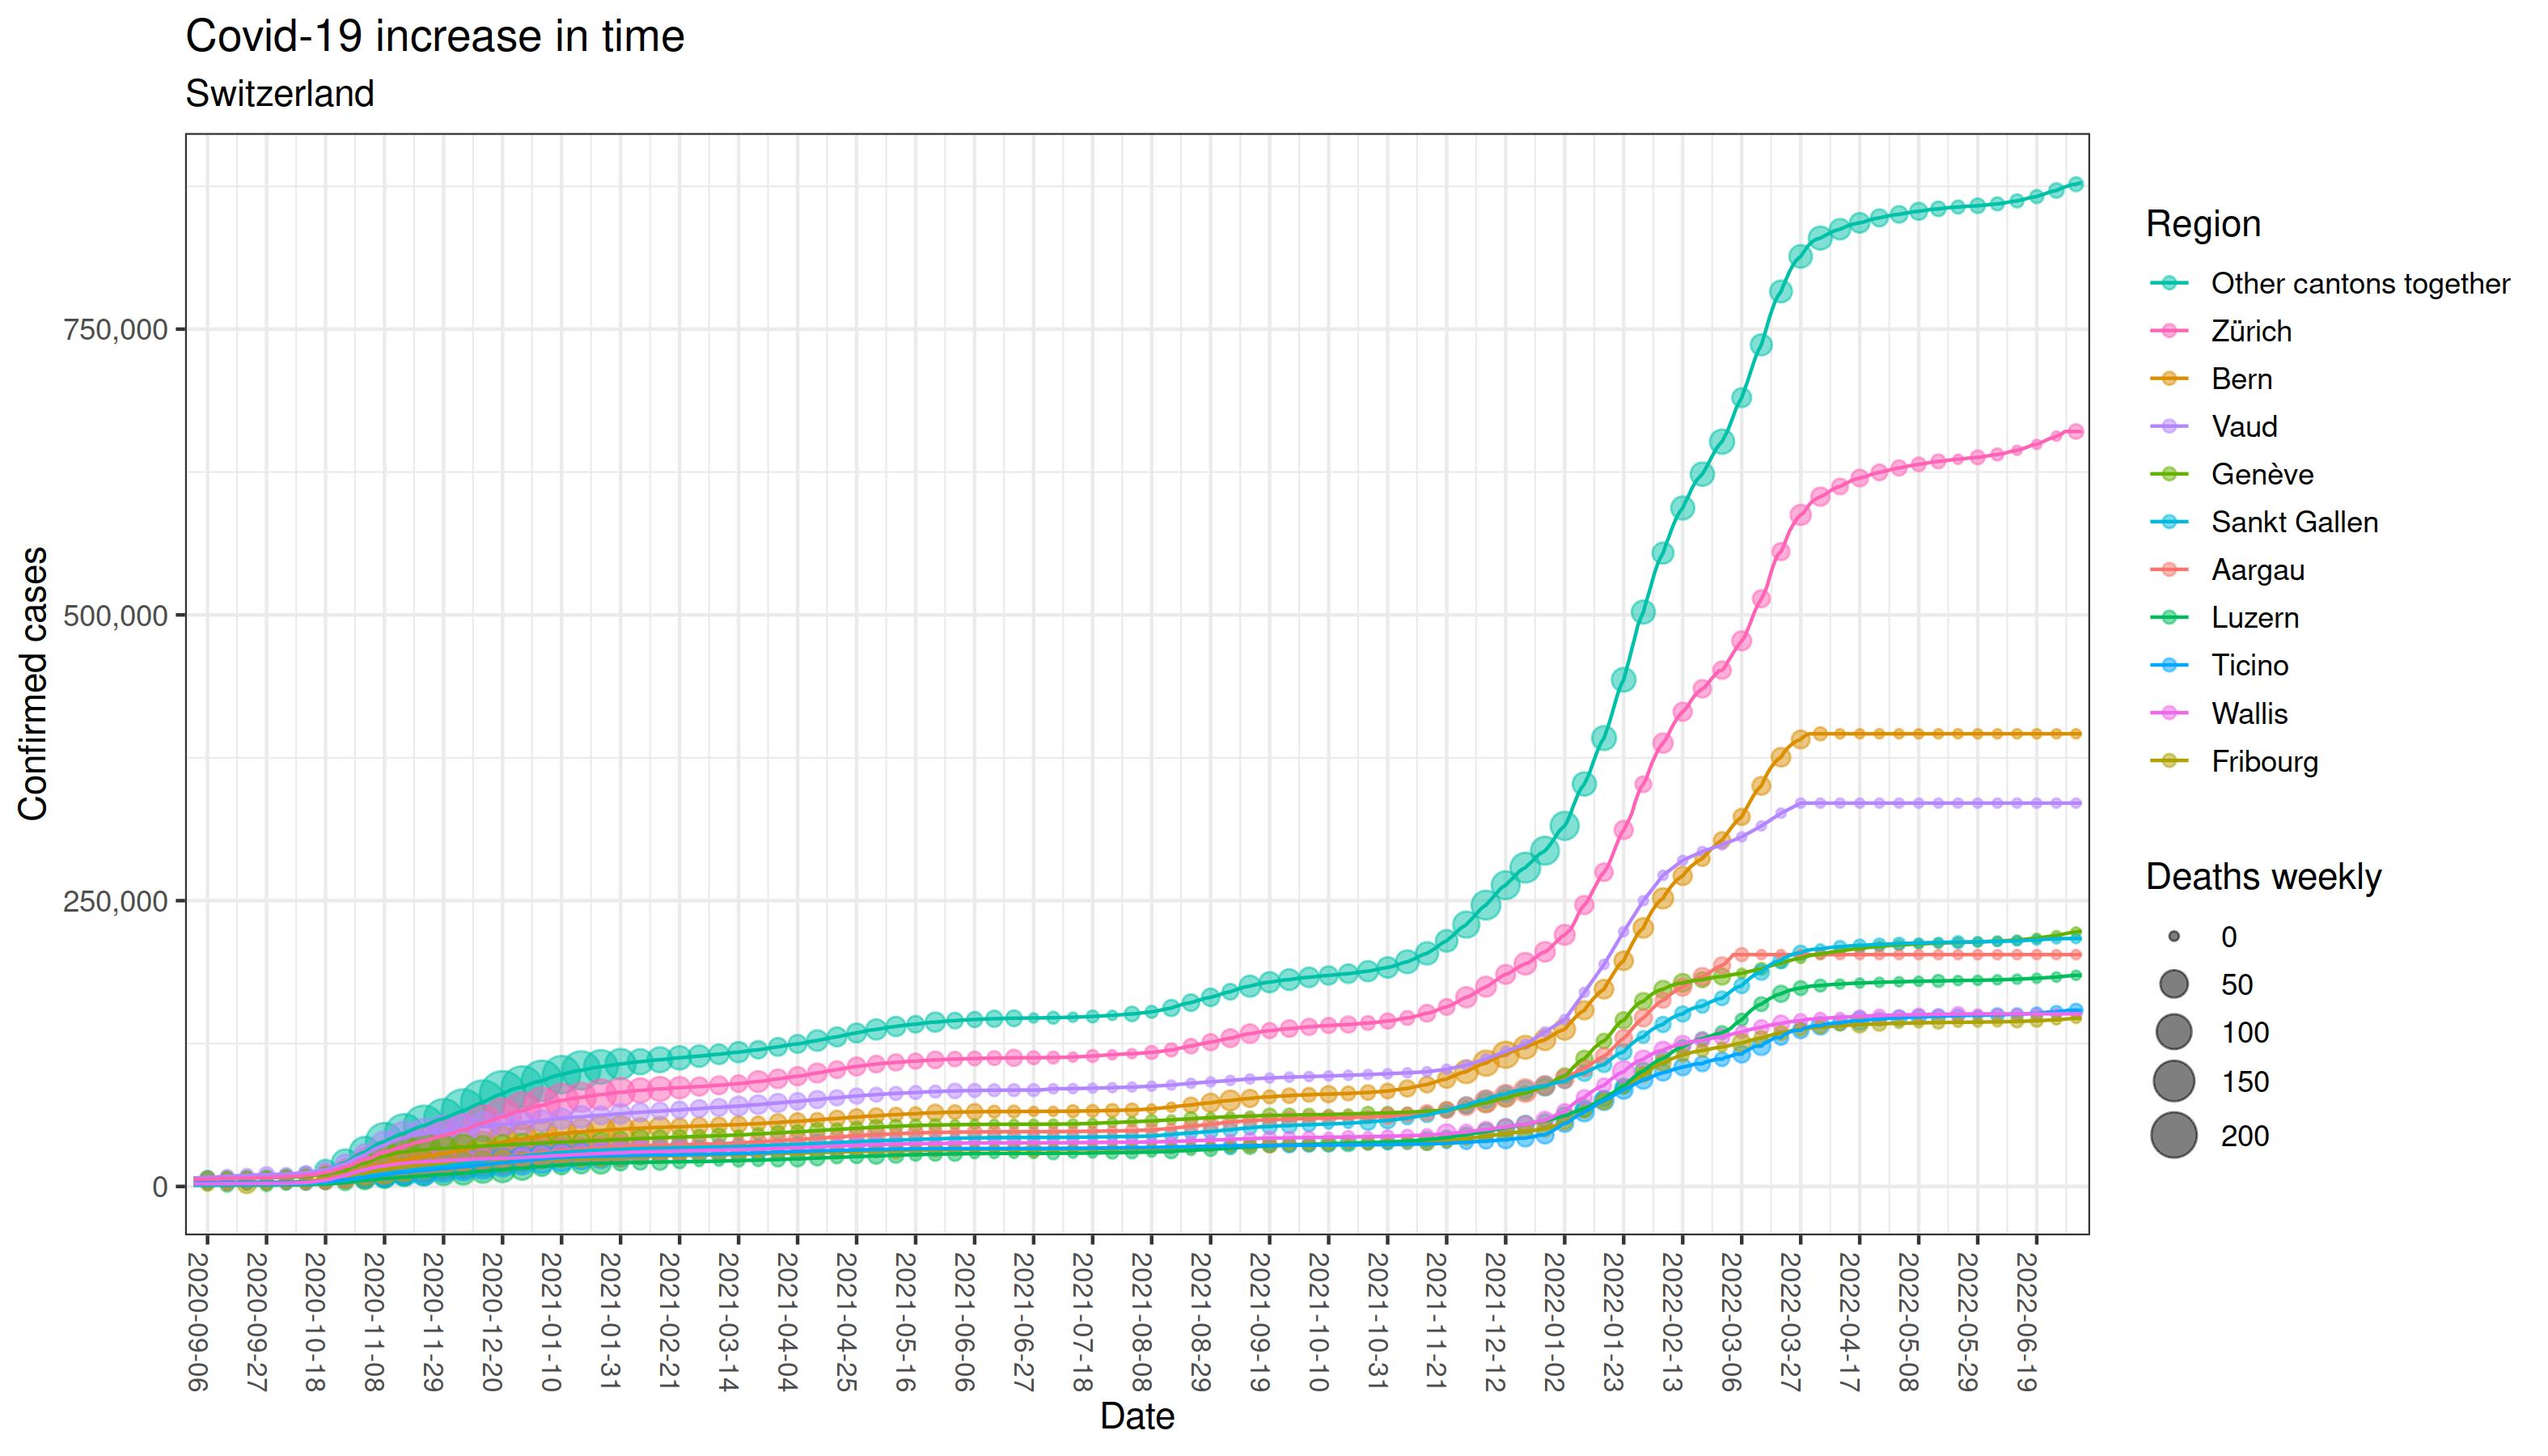 Covid-19 increase in time
Switzerland
Confirmed cases
750,000
500,000
250,000
0
2020-09-06
2020-09-27
2020-10-18
2020-11-08
2020-11-29
2020-12-20
2021-01-10
2021-01-31
2021-02-21
2021-03-14
2021-04-04
2021-04-25
2021-05-16
2021-06-06
2021-06-27
2021-07-18
2021-08-08
2021-08-29
2021-09-19
2021-10-10
2021-10-31
2021-11-21
2021-12-12
2022-01-02
2022-01-23
2022-02-13
2022-03-06
2022-03-27
2022-04-17
2022-05-08
2022-05-29
2022-06-19
Date
Region
Other cantons together
Zürich
Bern
Vaud
Genève
Sankt Gallen
Aargau
Luzern
Ticino
Wallis
Fribourg
Deaths weekly
0
50
100
150
200